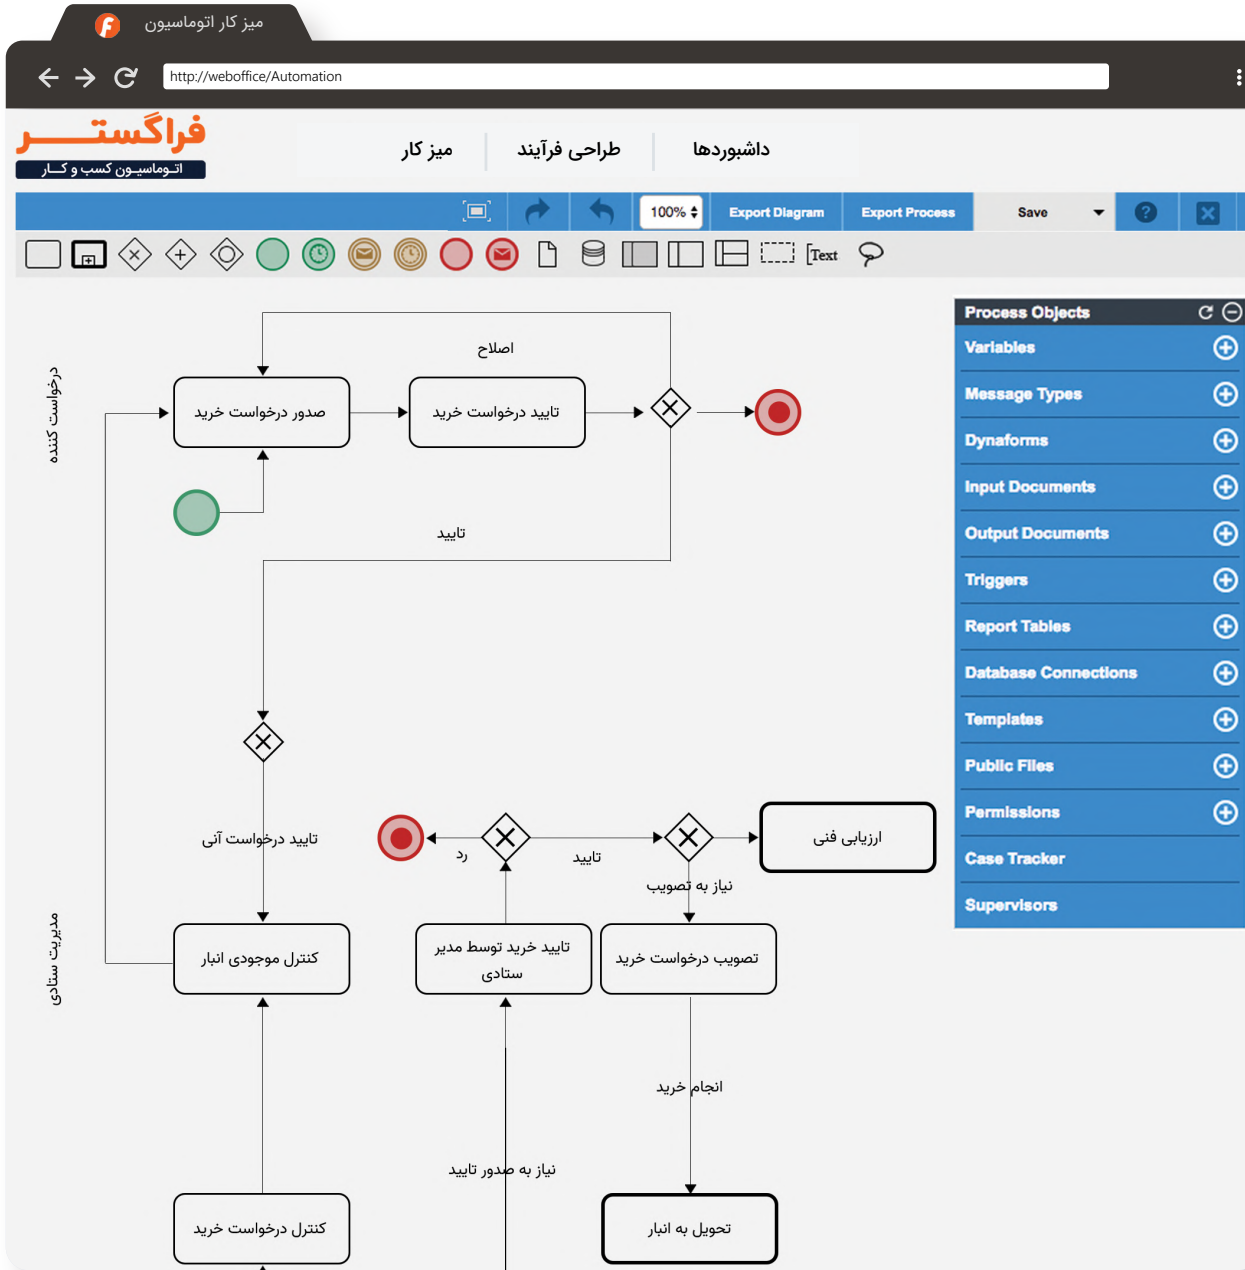 میز کار اتوماسیون
http://weboffice/Automation
فراگستر
اتوماسیون کسب و کار
داشبوردها
طراحی فرآیند
میز کار
100%
Export Diagram
Export Process
Save
?
[Text
Process Objects
Variables
Message Types
Dynaforms
Input Documents
Output Documents
Triggers
Report Tables
Database Connections
Templates
Public Files
Permissions
Case Tracker
Supervisors
درخواست کننده
اصلاح
صدور درخواست خرید
تایید درخواست خرید
تایید
مدیریت ستادی
تایید درخواست آنی
رد
تایید
ارزیابی فنی
نیاز به تصویب
کنترل موجودی انبار
تایید خرید توسط مدیر
ستادی
تصویب درخواست خرید
انجام خرید
نیاز به صدور تایید
کنترل درخواست خرید
تحویل به انبار